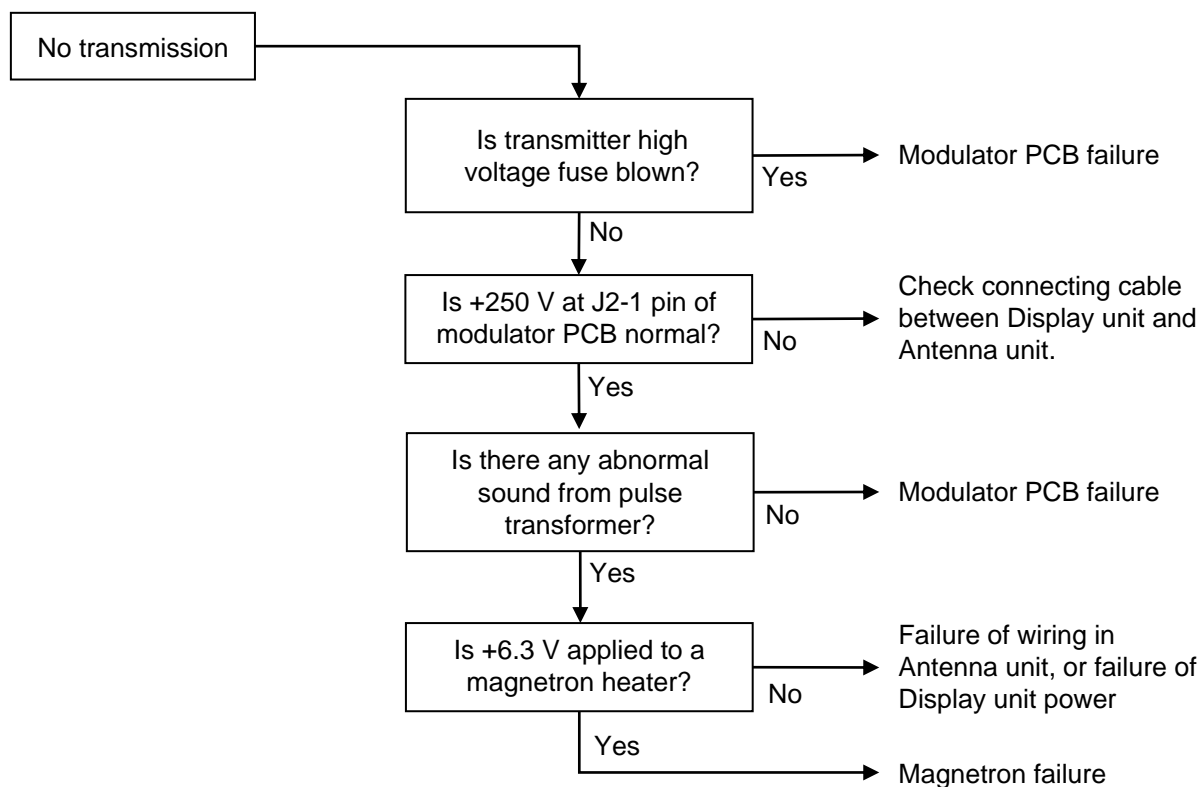 No transmission
Is transmitter high
voltage fuse blown?
Yes
Modulator PCB failure
No
Is +250 V at J2-1 pin of
modulator PCB normal?
No
Check connecting cable
between Display unit and
Antenna unit.
Yes
Is there any abnormal
sound from pulse
transformer?
No
Modulator PCB failure
Yes
Is +6.3 V applied to a
magnetron heater?
No
Failure of wiring in
Antenna unit, or failure of
Display unit power
Yes
Magnetron failure